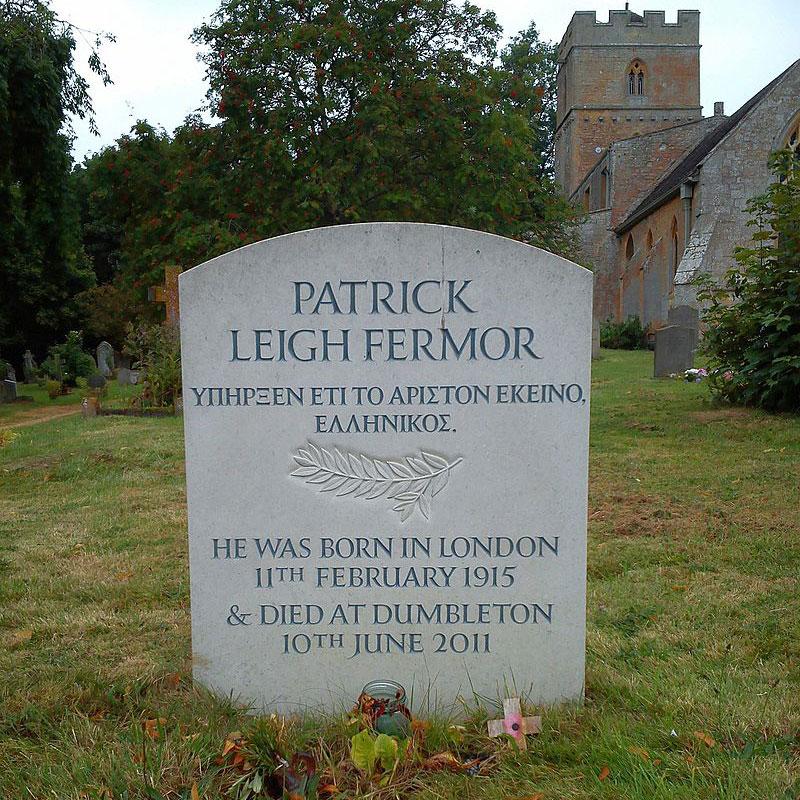 PATRICK
LEIGH FERMOR
ΥΠΗΡΞΕΝ ΕΤΙ ΤΟ ΑΡΙΣΤΟΝ ΕΚΕΙΝΟ,
ΕΛΛΗΝΙΚΟΣ.
HE WAS BORN IN LONDON
11TH FEBRUARY 1915
& DIED AT DUMBLETON
10TH JUNE 2011